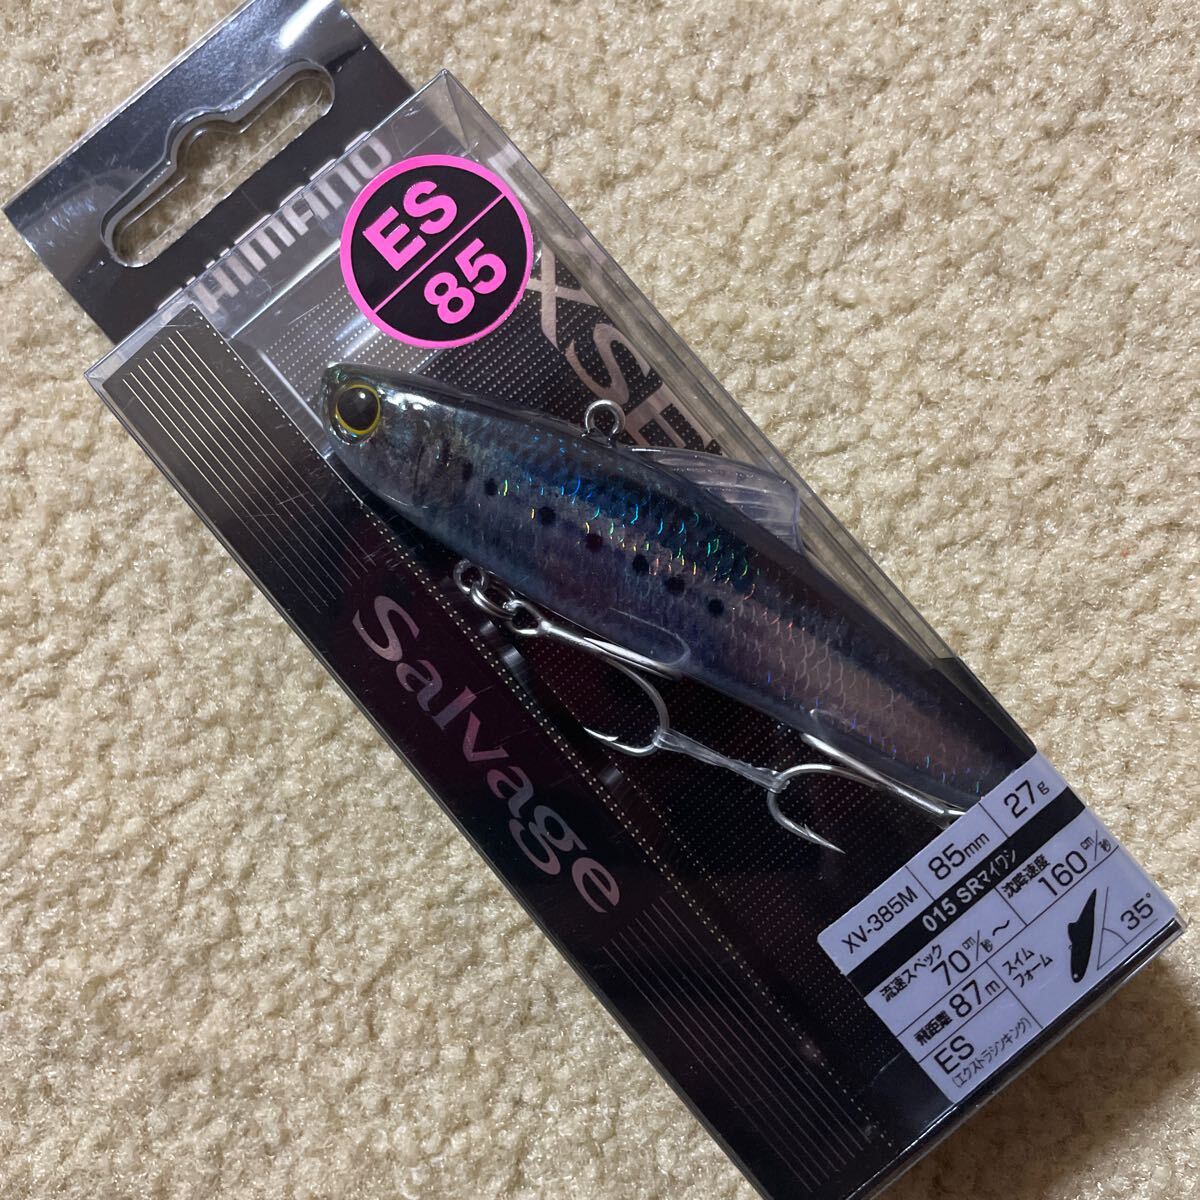 SHIMANO
ES
85
XSE
Salvage
XV-385M 85mm 27g
015 SRマイワシ
流速スペック 70cm/秒～
沈降速度 160cm/秒
飛距離 87m
スイムフォーム 35°
ES
[エクストラシンキング]